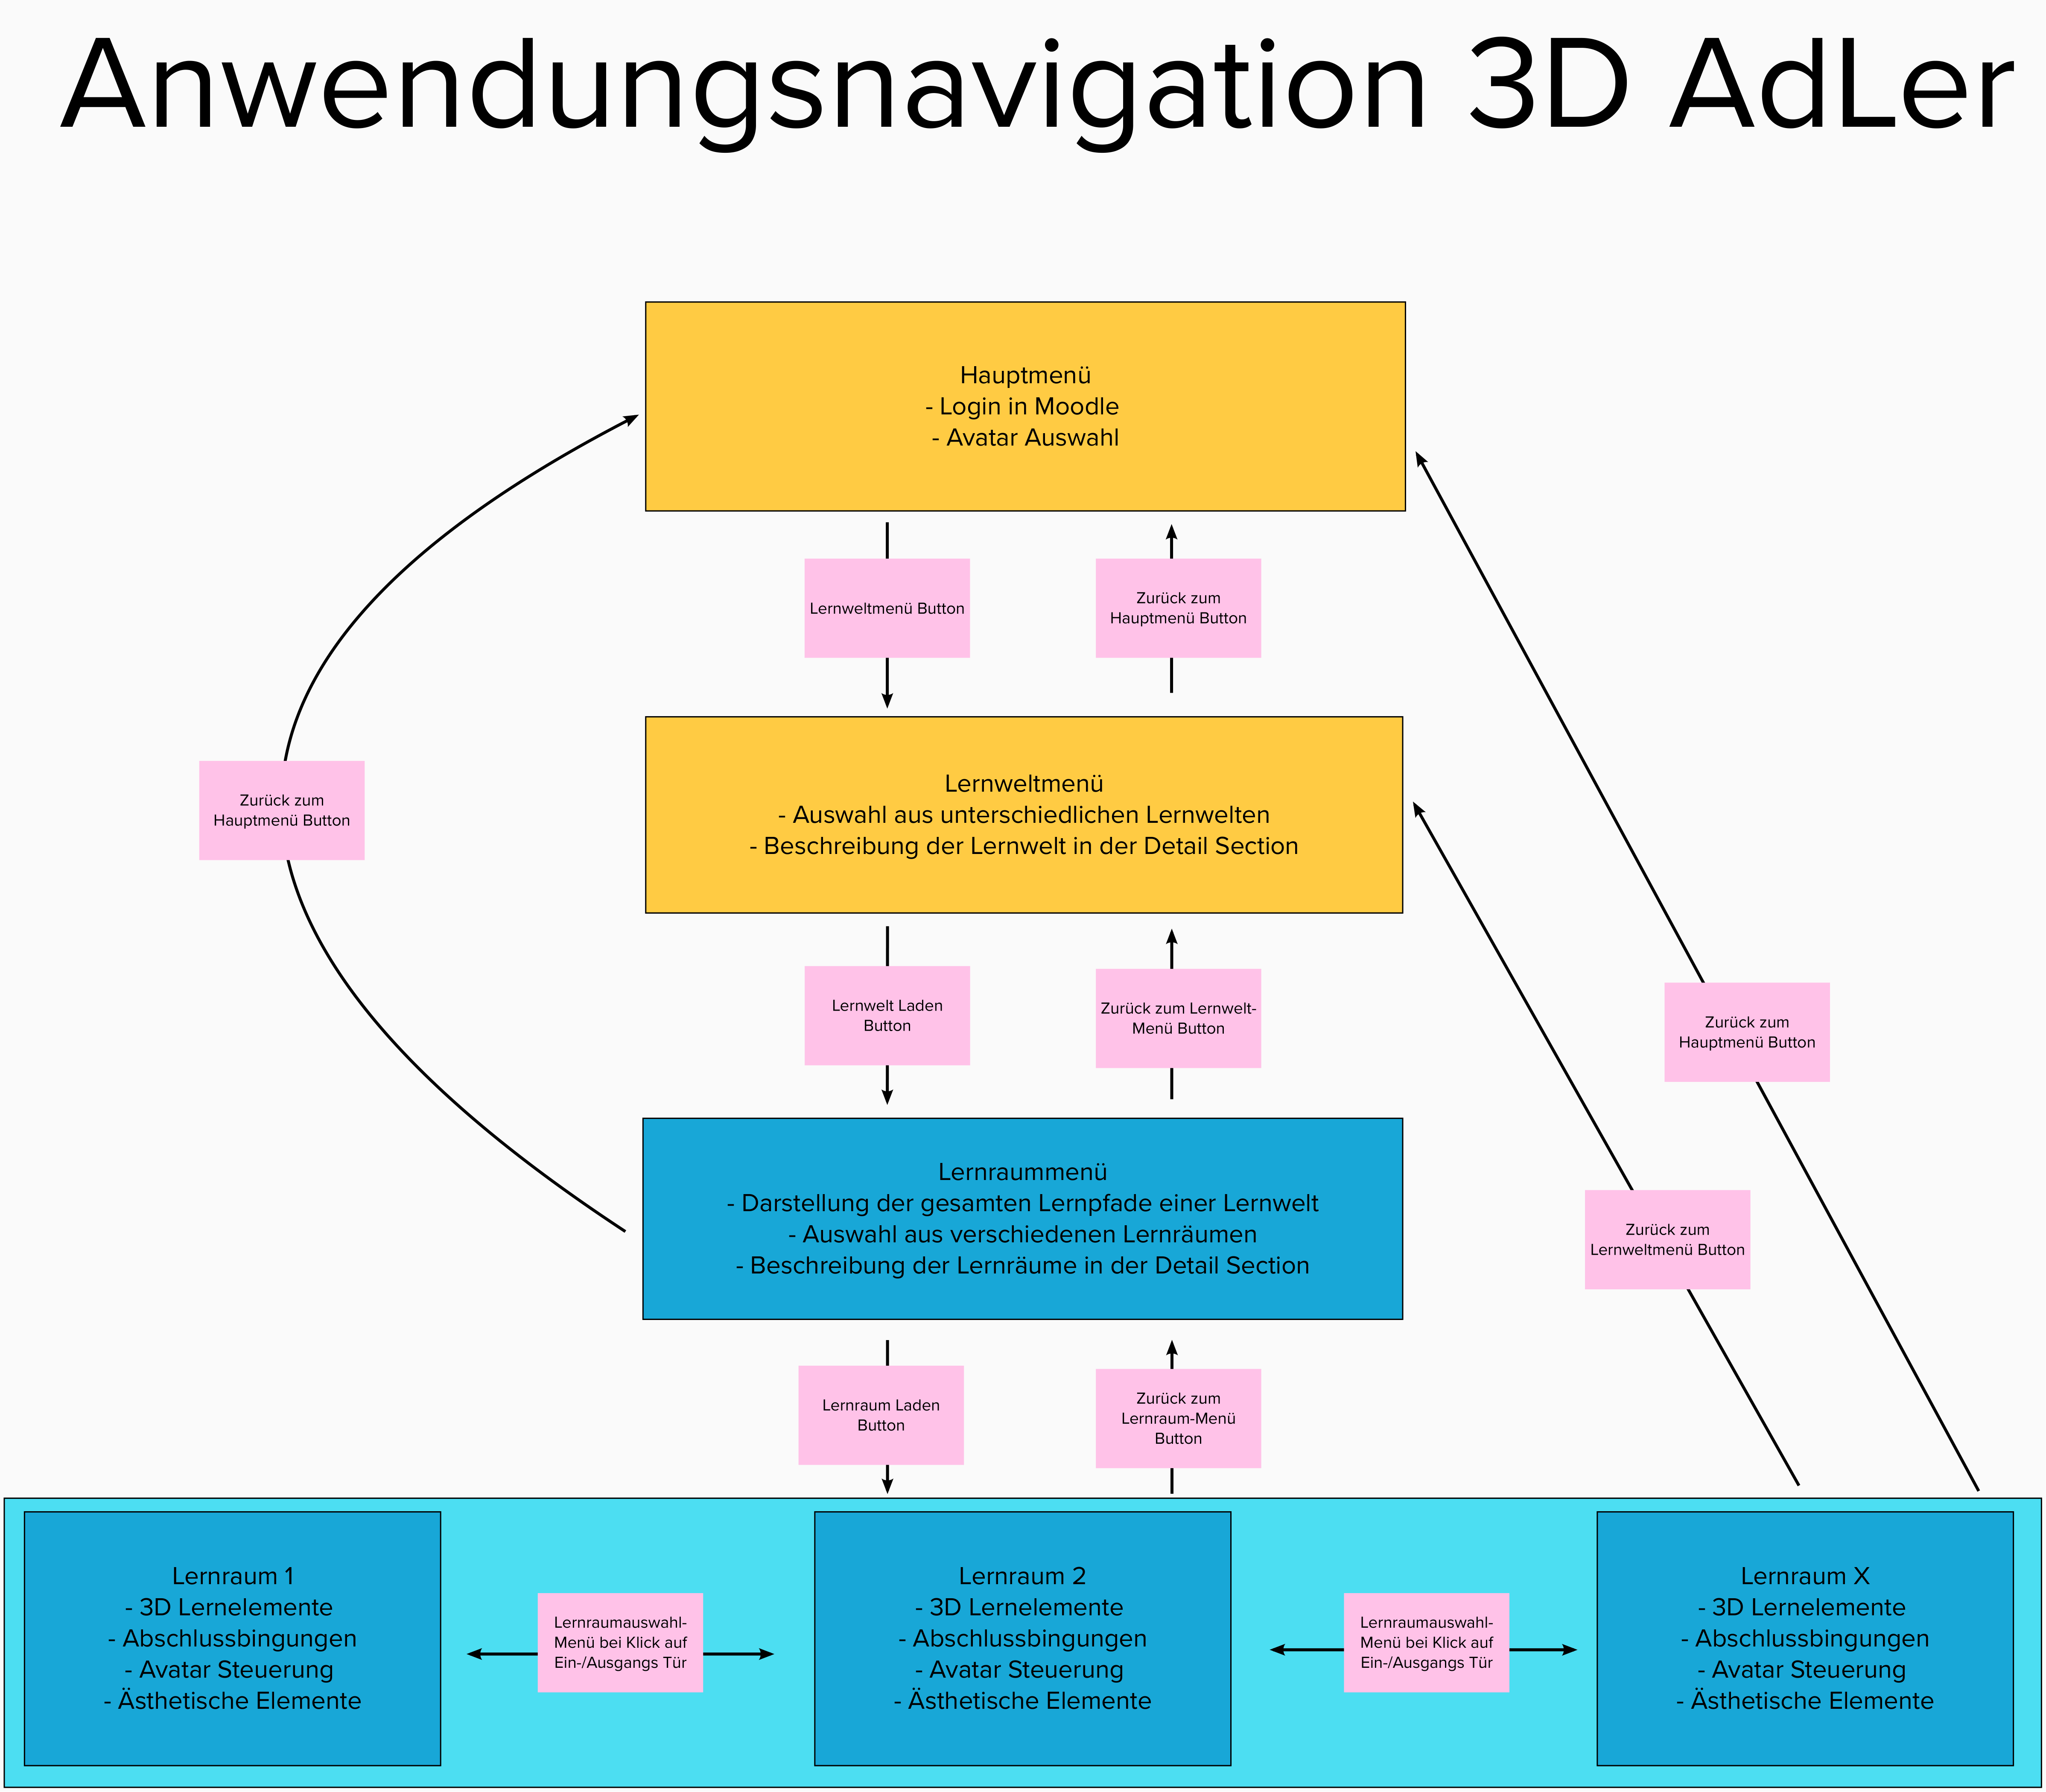 Anwendungsnavigation 3D AdLer
Hauptmenü
- Login in Moodle
- Avatar Auswahl
Lernweltmenü Button
Zurück zum
Hauptmenü Button
Lernweltmenü
- Auswahl aus unterschiedlichen Lernwelten
- Beschreibung der Lernwelt in der Detail Section
Zurück zum
Hauptmenü Button
Lernwelt Laden
Button
Zurück zum Lernwelt-
Menü Button
Zurück zum
Hauptmenü Button
Lernraummenü
- Darstellung der gesamten Lernpfade einer Lernwelt
- Auswahl aus verschiedenen Lernräumen
- Beschreibung der Lernräume in der Detail Section
Zurück zum
Lernweltmenü Button
Lernraum Laden
Button
Zurück zum
Lernraum-Menü
Button
Lernraum 1
- 3D Lernelemente
- Abschlussbingungen
- Avatar Steuerung
- Ästhetische Elemente
Lernraumauswahl-
Menü bei Klick auf
Ein-/Ausgangs Tür
Lernraum 2
- 3D Lernelemente
- Abschlussbingungen
- Avatar Steuerung
- Ästhetische Elemente
Lernraumauswahl-
Menü bei Klick auf
Ein-/Ausgangs Tür
Lernraum X
- 3D Lernelemente
- Abschlussbingungen
- Avatar Steuerung
- Ästhetische Elemente